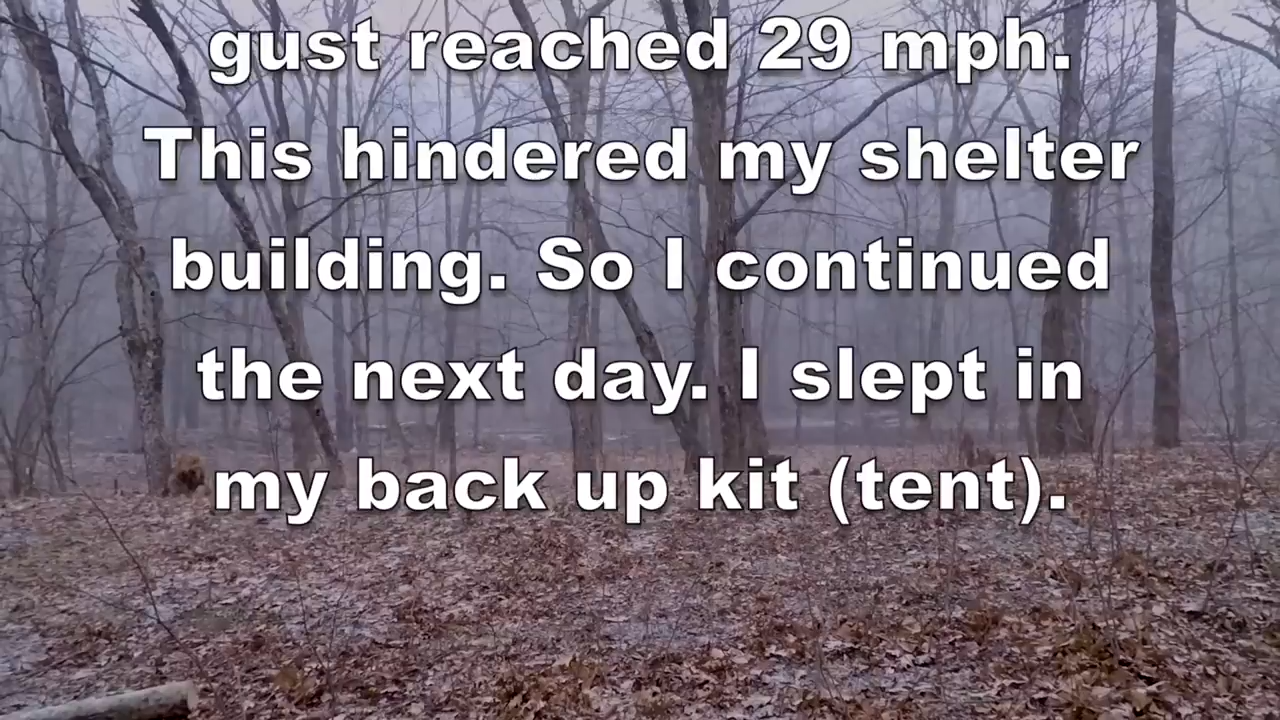 gust reached 29 mph.
This hindered my shelter
building. So I continued
the next day. I slept in
my back up kit (tent).